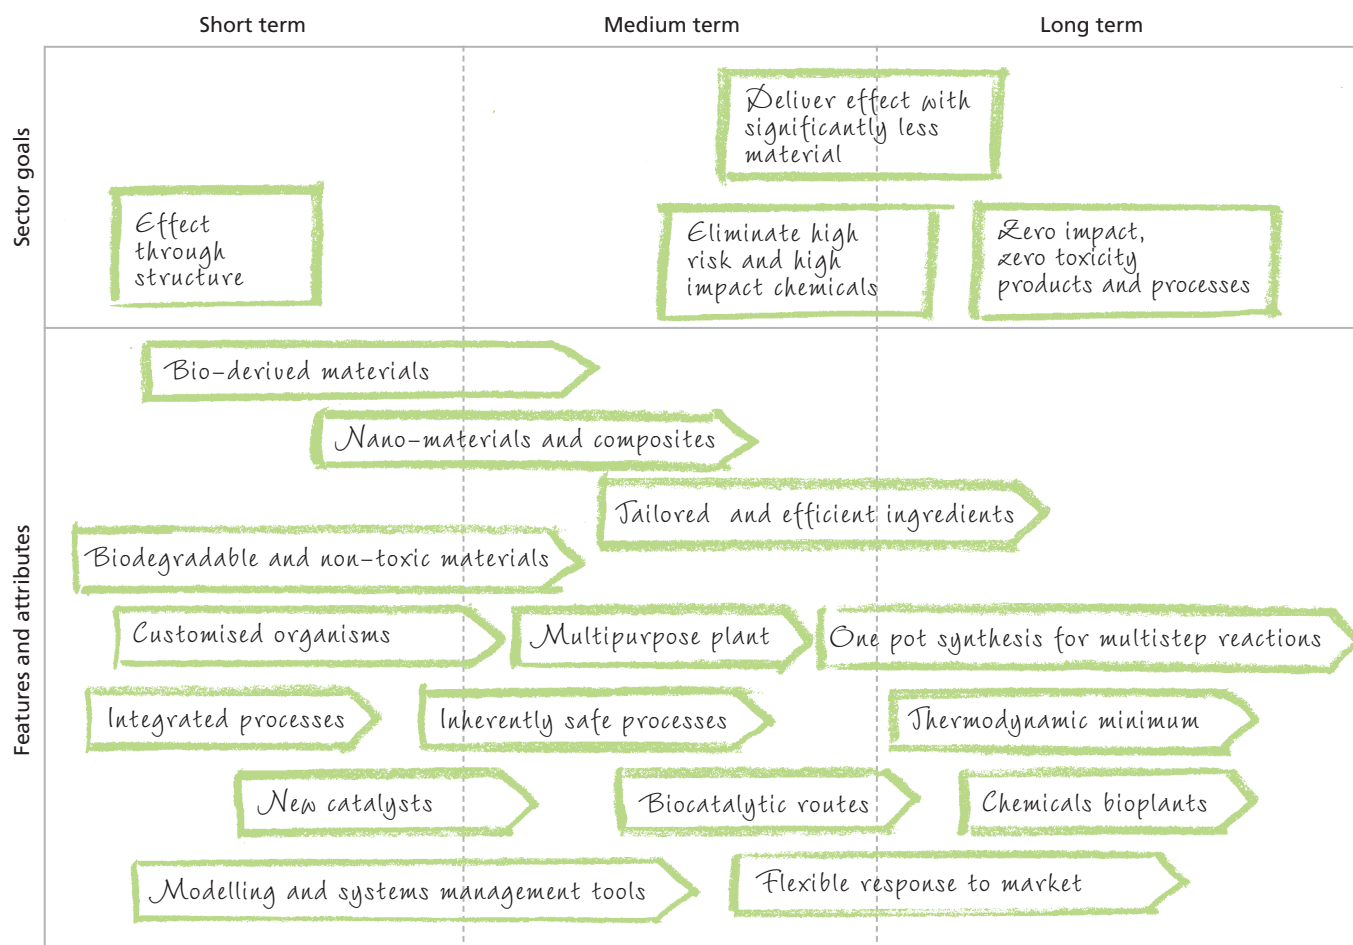 Short term
Medium term
Long term
Sector goals
Deliver effect with
significantly less
material
Effect
through
structure
Eliminate high
risk and high
impact chemicals
Zero impact,
zero toxicity
products and processes
Features and attributes
Bio-derived materials
Nano-materials and composites
Tailored and efficient ingredients
Biodegradable and non-toxic materials
Customised organisms
Multipurpose plant
One pot synthesis for multistep reactions
Integrated processes
Inherently safe processes
Thermodynamic minimum
New catalysts
Biocatalytic routes
Chemicals bioplants
Modelling and systems management tools
Flexible response to market